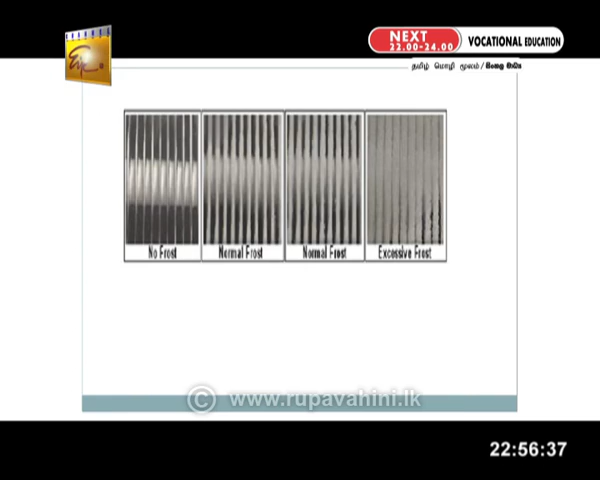 NEXT
22.00-24.00
VOCATIONAL EDUCATION
தமிழ் மொழி மூலம் / සිංහල මාධ්‍ය
No Frost
Normal Frost
Normal Frost
Excessive Frost
© www.rupavahini.lk
22:56:37